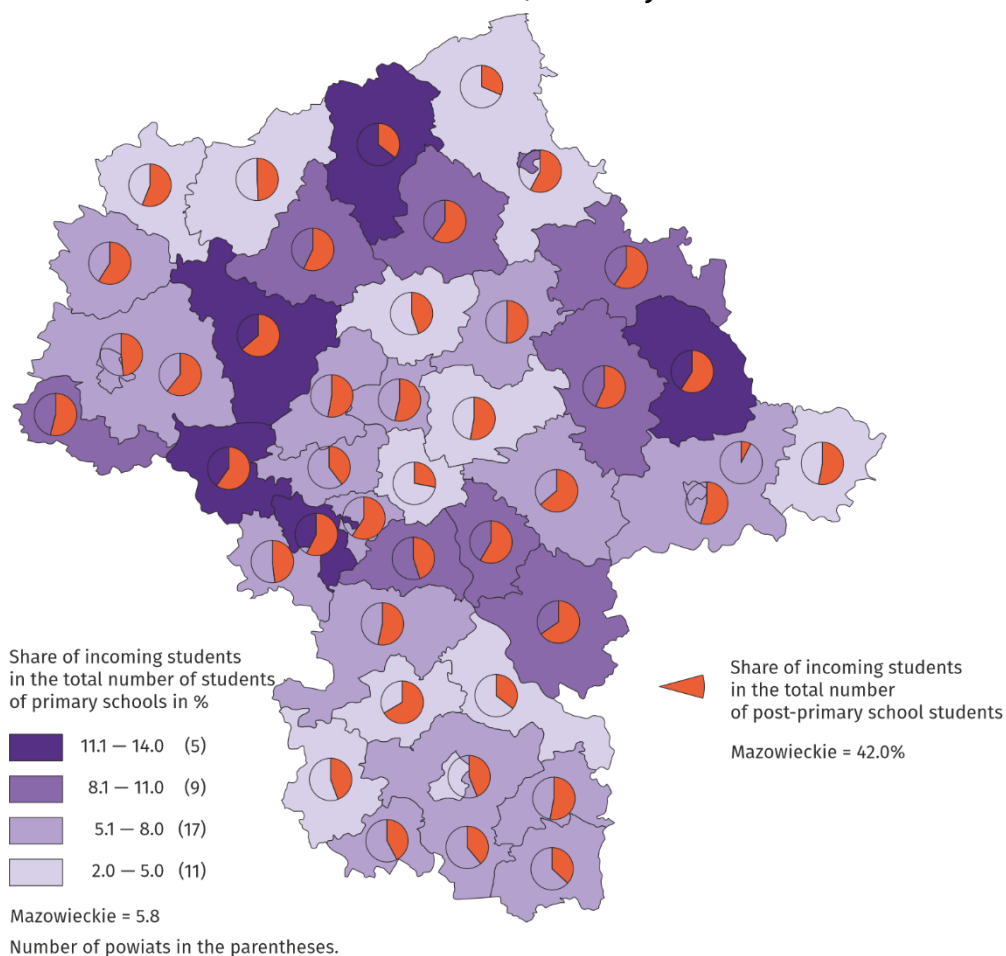 Share of incoming students
in the total number of students
of primary schools in %
11.1 — 14.0 (5)
8.1 — 11.0 (9)
5.1 — 8.0 (17)
2.0 — 5.0 (11)
Mazowieckie = 5.8
Number of powiats in the parentheses.
Share of incoming students
in the total number
of post-primary school students
Mazowieckie = 42.0%